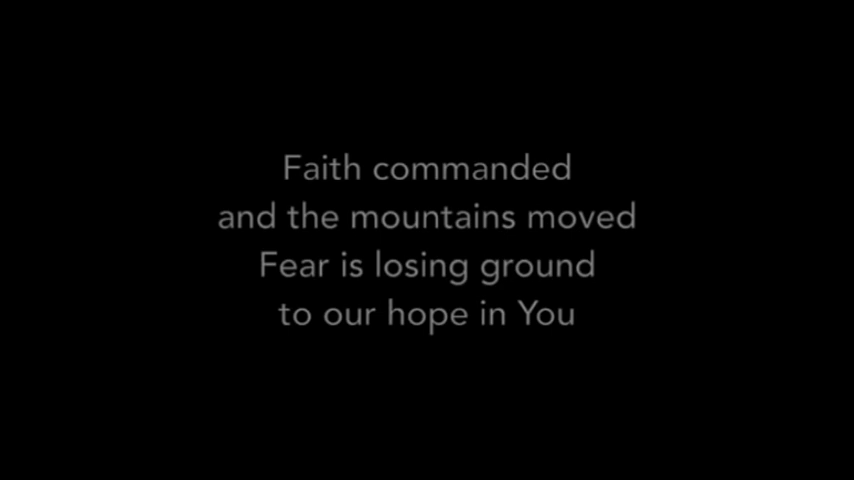 Faith commanded
and the mountains moved
Fear is losing ground
to our hope in You